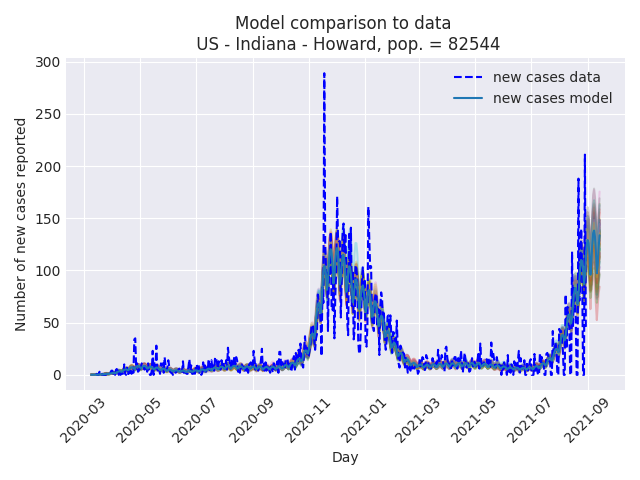 Model comparison to data
US - Indiana - Howard, pop. = 82544
300
250
200
150
100
50
0
Number of new cases reported
new cases data
new cases model
2020-03
2020-05
2020-07
2020-09
2020-11
2021-01
2021-03
2021-05
2021-07
2021-09
Day